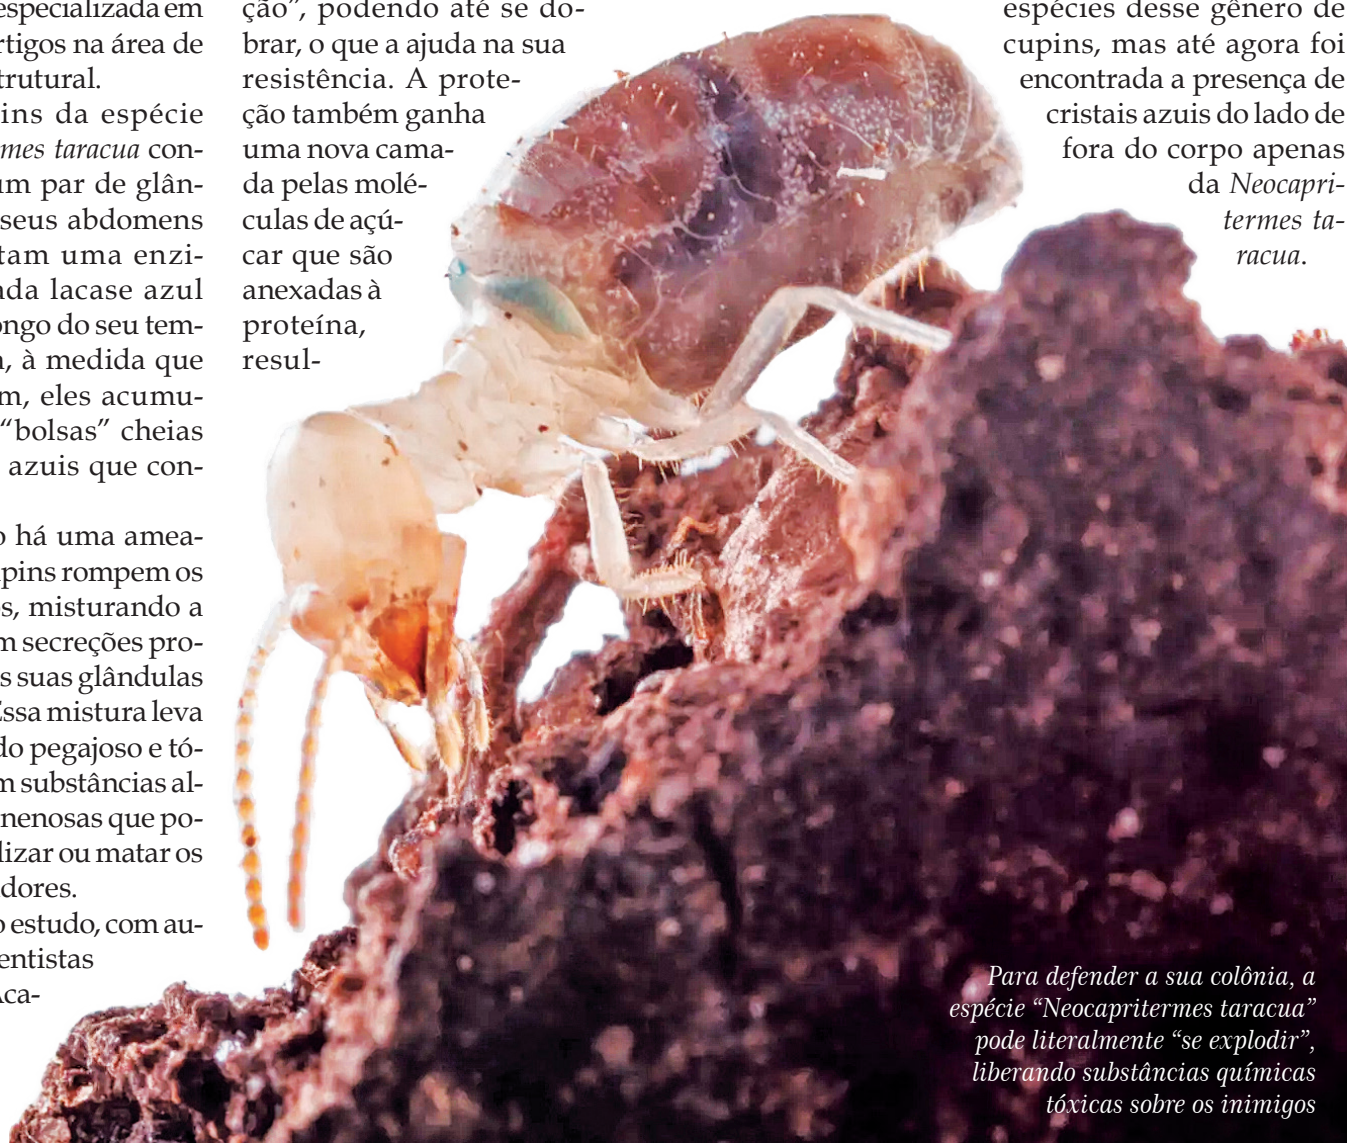 especializada em
rtigos na área de
trutural.
ins da espécie
mes taracua con-
um par de glân-
seus abdomens
tam uma enzi-
ada lacase azul
ongo do seu tem-
, à medida que
m, eles acumu-
“bolsas” cheias
azuis que con-
há uma amea-
pins rompem os
s, misturando a
m secreções pro-
s suas glândulas
Essa mistura leva
do pegajoso e tó-
m substâncias al-
nenosas que po-
lizar ou matar os
dores.
o estudo, com au-
entistas
Aca-
ção”, podendo até se do-
brar, o que a ajuda na sua
resistência. A prote-
ção também ganha
uma nova cama-
da pelas molé-
culas de açú-
car que são
anexadas à
proteína,
resul-
espécies desse gênero de
cupins, mas até agora foi
encontrada a presença de
cristais azuis do lado de
fora do corpo apenas
da Neocapri-
termes ta-
racua.
Para defender a sua colônia, a
espécie “Neocapritermes taracua”
pode literalmente “se explodir”,
liberando substâncias químicas
tóxicas sobre os inimigos